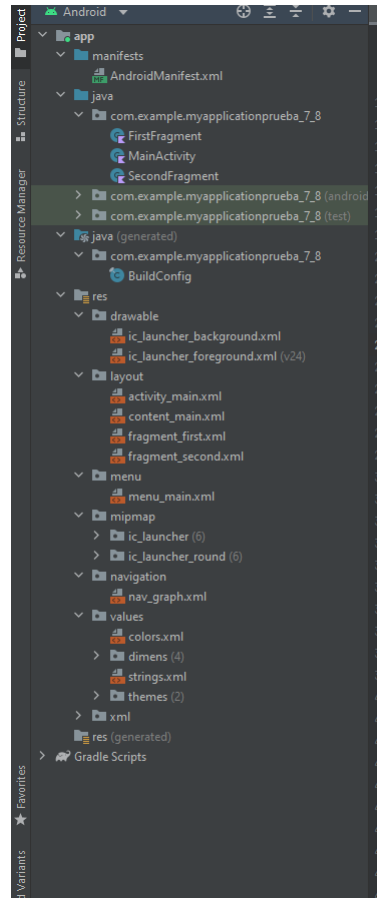 Android
app
manifests
AndroidManifest.xml
java
com.example.myapplicationprueba_7_8
FirstFragment
MainActivity
SecondFragment
com.example.myapplicationprueba_7_8 (android
com.example.myapplicationprueba_7_8 (test)
java (generated)
com.example.myapplicationprueba_7_8
BuildConfig
res
drawable
ic_launcher_background.xml
ic_launcher_foreground.xml (v24)
layout
activity_main.xml
content_main.xml
fragment_first.xml
fragment_second.xml
menu
menu_main.xml
mipmap
ic_launcher (6)
ic_launcher_round (6)
navigation
nav_graph.xml
values
colors.xml
dimens (4)
strings.xml
themes (2)
xml
res (generated)
Gradle Scripts
Project
Structure
Resource Manager
Favorites
d Variants